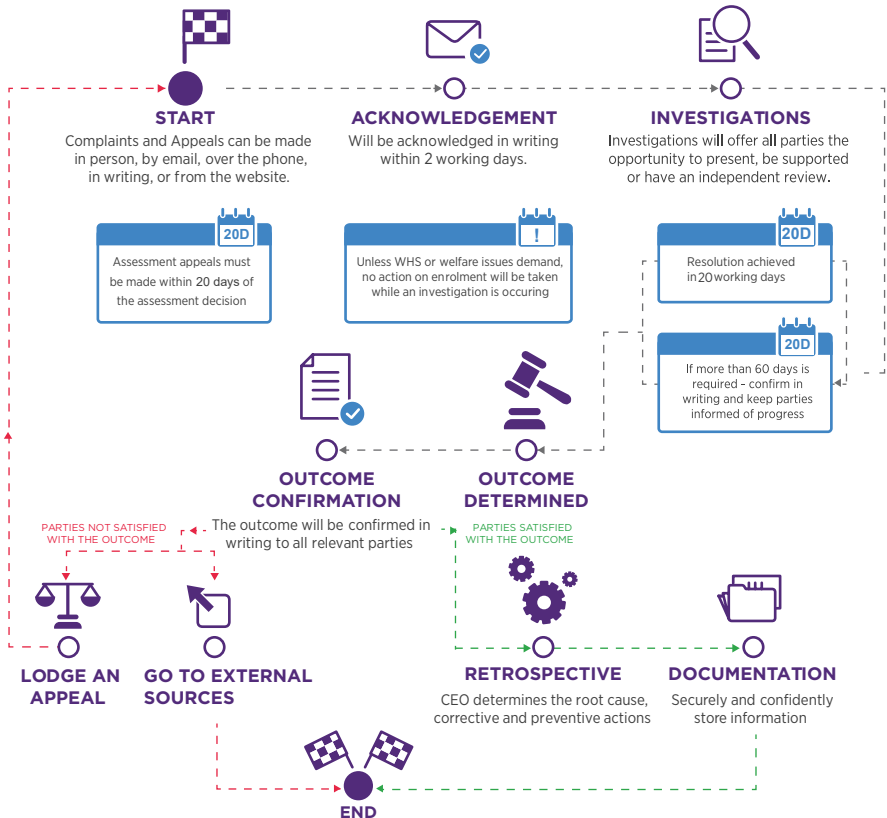 START
Complaints and Appeals can be made
in person, by email, over the phone,
in writing, or from the website.
ACKNOWLEDGEMENT
Will be acknowledged in writing
within 2 working days.
INVESTIGATIONS
Investigations will offer all parties the
opportunity to present, be supported
or have an independent review.
20D
Assessment appeals must
be made within 20 days of
the assessment decision
!
Unless WHS or welfare issues demand,
no action on enrolment will be taken
while an investigation is occuring
20D
Resolution achieved
in 20 working days
20D
If more than 60 days is
required - confirm in
writing and keep parties
informed of progress
OUTCOME
DETERMINED
OUTCOME
CONFIRMATION
The outcome will be confirmed in
writing to all relevant parties
PARTIES NOT SATISFIED
WITH THE OUTCOME
PARTIES SATISFIED
WITH THE OUTCOME
LODGE AN
APPEAL
GO TO EXTERNAL
SOURCES
RETROSPECTIVE
CEO determines the root cause,
corrective and preventive actions
DOCUMENTATION
Securely and confidently
store information
END